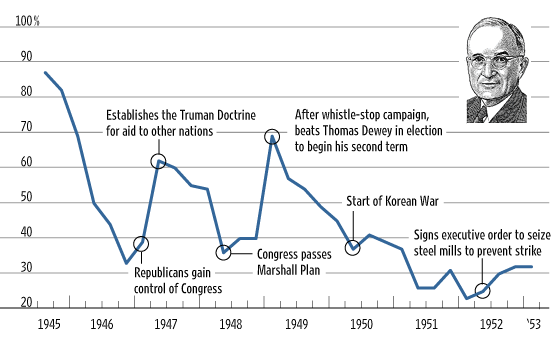 100%
90
80
70
60
50
40
30
20
Establishes the Truman Doctrine
for aid to other nations
After whistle-stop campaign,
beats Thomas Dewey in election
to begin his second term
Start of Korean War
Signs executive order to seize
steel mills to prevent strike
Congress passes
Marshall Plan
Republicans gain
control of Congress
1945 1946 1947 1948 1949 1950 1951 1952 '53